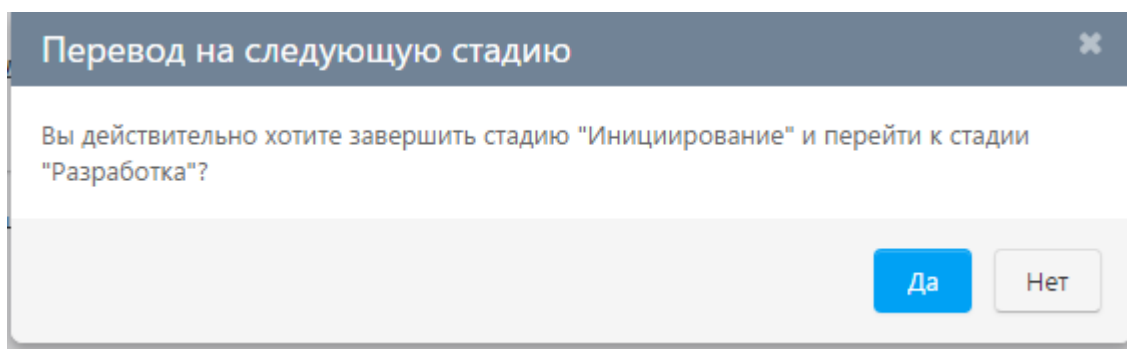 Перевод на следующую стадию
Вы действительно хотите завершить стадию "Инициирование" и перейти к стадии
"Разработка"?
Да Нет